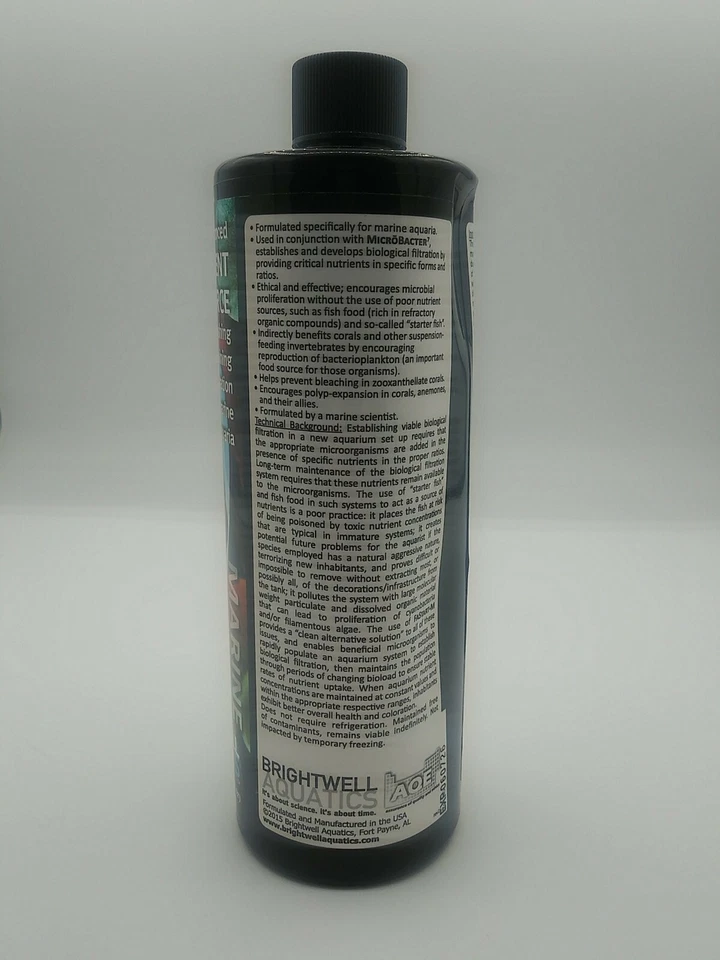 • Formulated specifically for marine aquaria.
• Used in conjunction with MICRŌBACTER7,
establishes and develops biological filtration by
providing critical nutrients in specific forms and
ratios.
• Ethical and effective; encourages microbial
proliferation without the use of poor nutrient
sources, such as fish food (rich in refractory
organic compounds) and so-called "starter fish".
• Indirectly benefits corals and other suspension-
feeding invertebrates by encouraging
reproduction of bacterioplankton (an important
food source for those organisms).
• Helps prevent bleaching in zooxanthellate corals.
• Encourages polyp-expansion in corals, anemones,
and their allies.
• Formulated by a marine scientist.
Technical Background: Establishing viable biological
filtration in a new aquarium set up requires that
the appropriate microorganisms are added in the
presence of specific nutrients in the proper ratios.
Long-term maintenance of the biological filtration
system requires that these nutrients remain available
to the microorganisms. The use of "starter fish"
and fish food in such systems to act as a source of
nutrients is a poor practice: it places the fish at risk
of being poisoned by toxic nutrient concentrations
that are typical in immature systems; it creates
potential future problems for the aquarist if the
species employed has a natural aggressive nature,
terrorizing new inhabitants, and proves difficult or
impossible to remove without extracting most, or
possibly all, of the decorations/infrastructure from
the tank; it pollutes the system with large molecular
weight particulate and dissolved organic material
that can lead to proliferation of cyanobacteria
and/or filamentous algae. The use of
provides a "clean alternative solution" to all of these
issues, and enables beneficial microorganisms to
rapidly populate an aquarium system to establish
biological filtration, then maintains the population
through periods of changing bioload to ensure stable
rates of nutrient uptake. When aquarium nutrient
concentrations are maintained at constant values and
within the appropriate respective ranges, inhabitants
exhibit better overall health and coloration.
Does not require refrigeration. Maintained free
of contaminants, remains viable indefinitely. Not
impacted by temporary freezing.
BRIGHTWELL
AQUATICS
It's about science. It's about time.
AOE
Formulated and Manufactured in the USA
©2015 Brightwell Aquatics, Fort Payne, AL
www.brightwellaquatics.com
MARINE